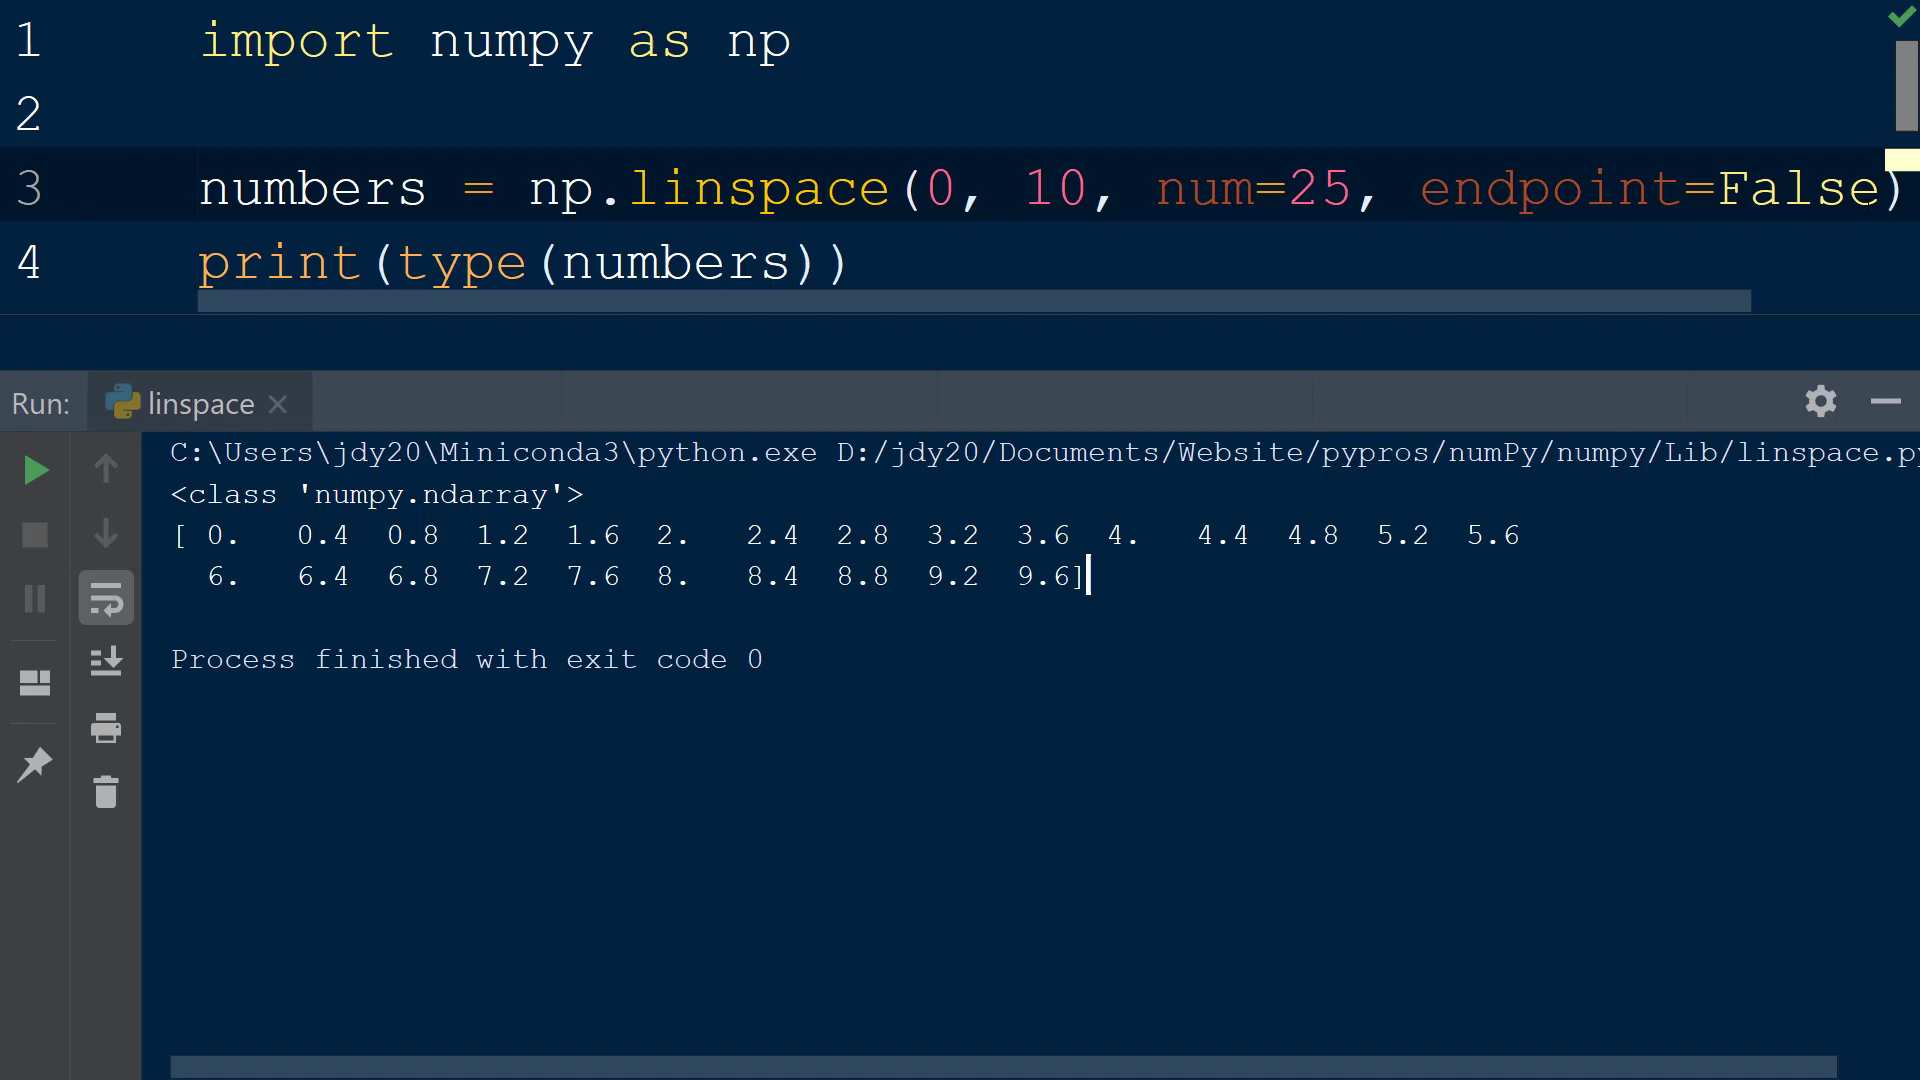 1 import numpy as np
2
3 numbers = np.linspace(0, 10, num=25, endpoint=False)
4 print(type(numbers))
Run: linspace
C:\Users\jdy20\Miniconda3\python.exe D:/jdy20/Documents/Website/pypros/numPy/numpy/Lib/linspace.py
<class 'numpy.ndarray'>
[ 0.   0.4  0.8  1.2  1.6  2.   2.4  2.8  3.2  3.6  4.   4.4  4.8  5.2  5.6
  6.   6.4  6.8  7.2  7.6  8.   8.4  8.8  9.2  9.6]
Process finished with exit code 0